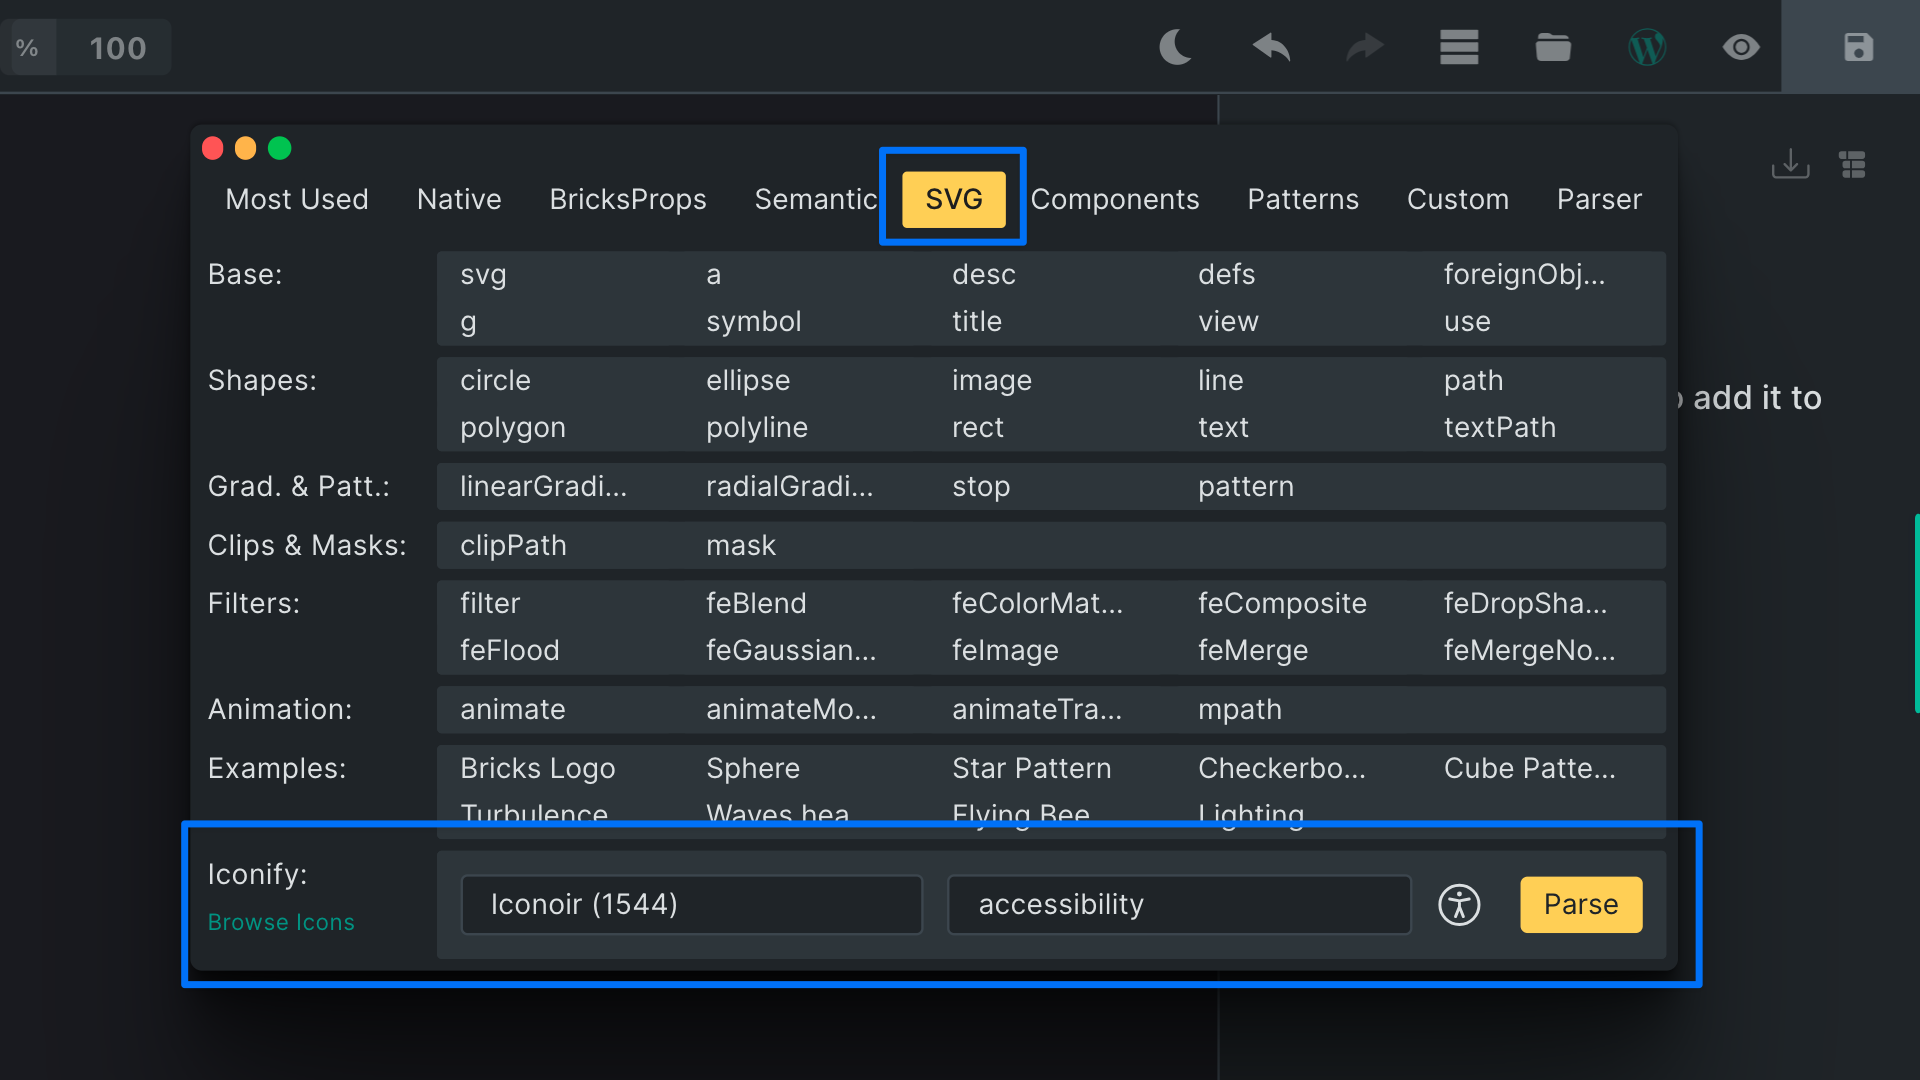 % 100
Most Used Native BricksProps Semantic SVG Components Patterns Custom Parser
Base: svg a desc defs foreignObj...
g symbol title view use
Shapes: circle ellipse image line path
add it to
polygon polyline rect text textPath
Grad. & Patt.: linearGradi... radialGradi... stop pattern
Clips & Masks: clipPath mask
Filters: filter feBlend feColorMat... feComposite feDropSha...
feFlood feGaussian... feImage feMerge feMergeNo...
Animation: animate animateMo... animateTra... mpath
Examples: Bricks Logo Sphere Star Pattern Checkerbo... Cube Patte...
Turbulence Waves hea Flying Bee Lighting
Iconify: Iconoir (1544) accessibility Parse
Browse Icons